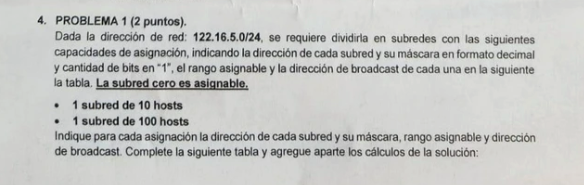 4. PROBLEMA 1 (2 puntos).
Dada la dirección de red: 122.16.5.0/24, se requiere dividirla en subredes con las siguientes
capacidades de asignación, indicando la dirección de cada subred y su máscara en formato decimal
y cantidad de bits en "1", el rango asignable y la dirección de broadcast de cada una en la siguiente
la tabla. La subred cero es asignable.
• 1 subred de 10 hosts
• 1 subred de 100 hosts
Indique para cada asignación la dirección de cada subred y su máscara, rango asignable y dirección
de broadcast. Complete la siguiente tabla y agregue aparte los cálculos de la solución: